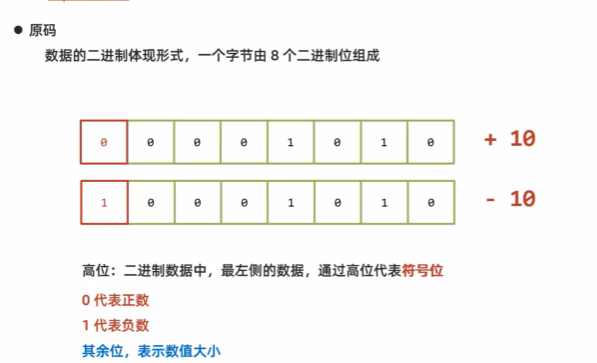 ● 原码
数据的二进制体现形式，一个字节由 8 个二进制位组成
0 0 0 0 1 0 1 0 + 10
1 0 0 0 1 0 1 0 - 10
高位：二进制数据中，最左侧的数据，通过高位代表符号位
0 代表正数
1 代表负数
其余位，表示数值大小